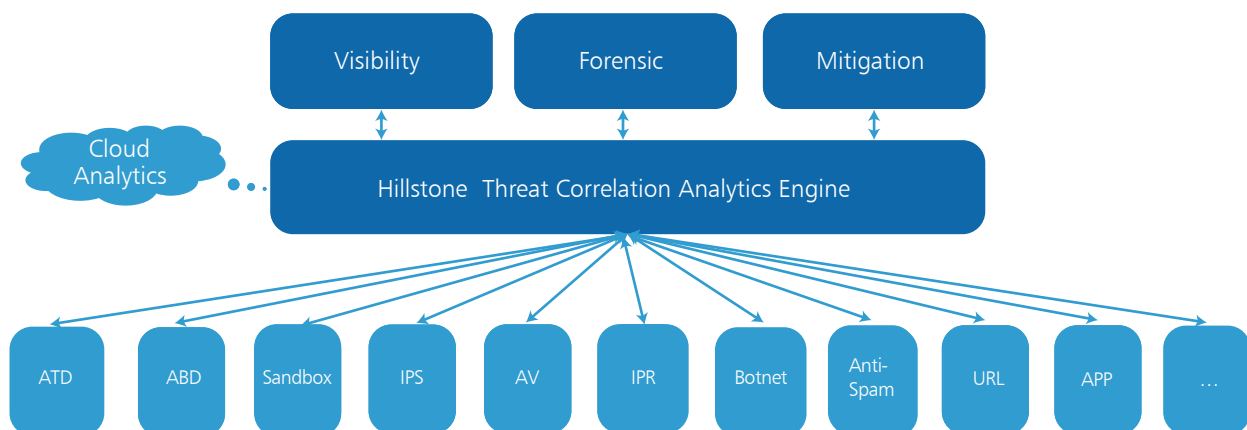 Visibility
Forensic
Mitigation
Cloud
Analytics
Hillstone Threat Correlation Analytics Engine
ATD
ABD
Sandbox
IPS
AV
IPR
Botnet
Anti-
Spam
URL
APP
...